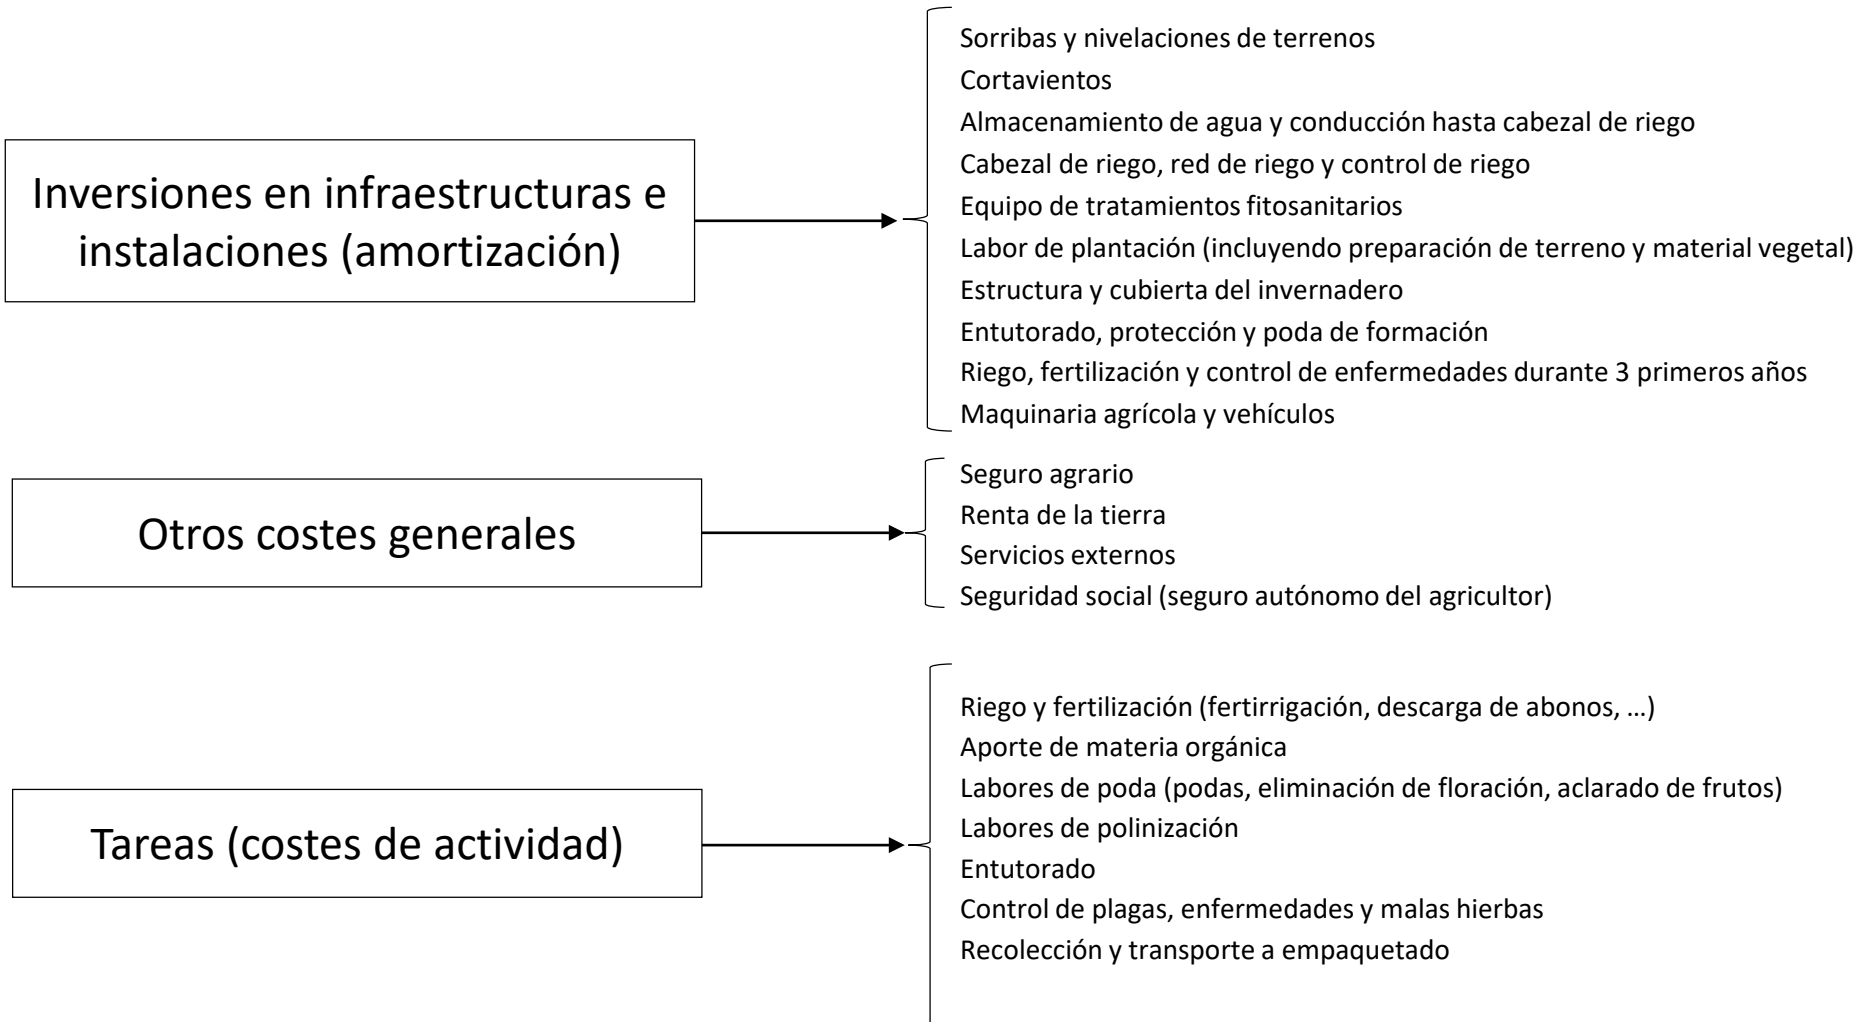 Inversiones en infraestructuras e
instalaciones (amortización)
Sorribas y nivelaciones de terrenos
Cortavientos
Almacenamiento de agua y conducción hasta cabezal de riego
Cabezal de riego, red de riego y control de riego
Equipo de tratamientos fitosanitarios
Labor de plantación (incluyendo preparación de terreno y material vegetal)
Estructura y cubierta del invernadero
Entutorado, protección y poda de formación
Riego, fertilización y control de enfermedades durante 3 primeros años
Maquinaria agrícola y vehículos
Otros costes generales
Seguro agrario
Renta de la tierra
Servicios externos
Seguridad social (seguro autónomo del agricultor)
Tareas (costes de actividad)
Riego y fertilización (fertirrigación, descarga de abonos, …)
Aporte de materia orgánica
Labores de poda (podas, eliminación de floración, aclarado de frutos)
Labores de polinización
Entutorado
Control de plagas, enfermedades y malas hierbas
Recolección y transporte a empaquetado